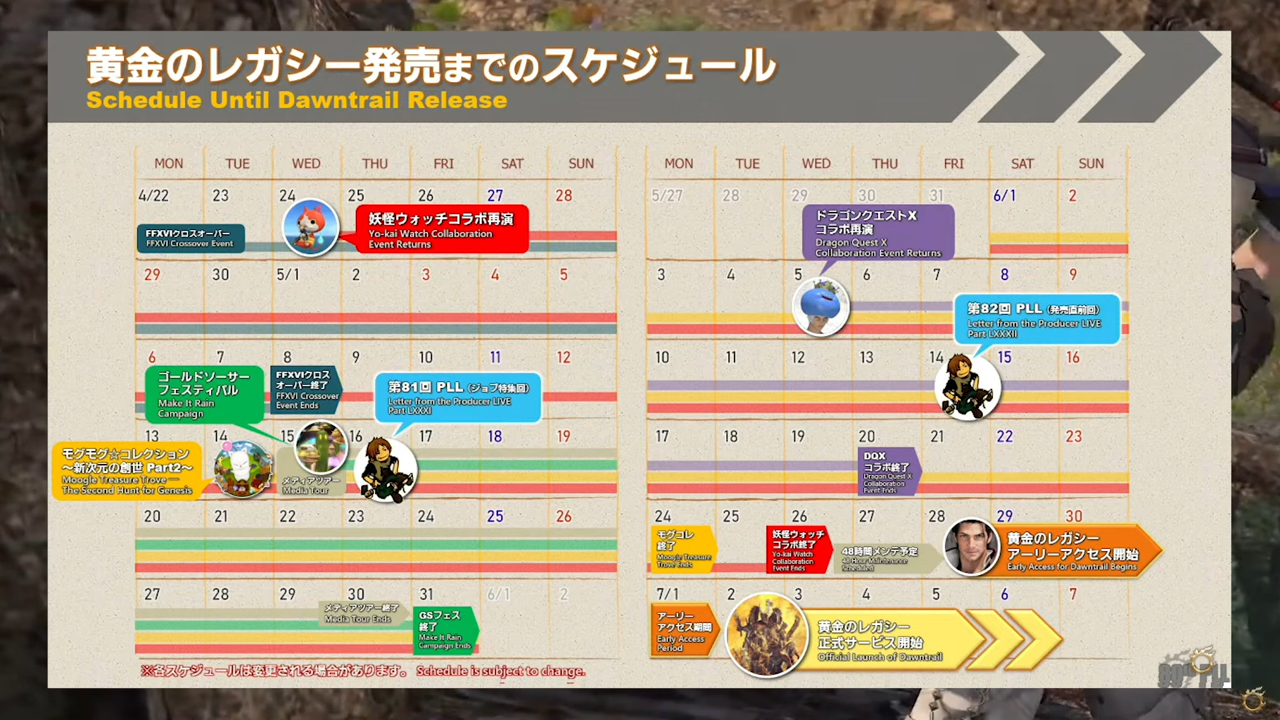 黄金のレガシー発売までのスケジュール
Schedule Until Dawntrail Release
MON TUE WED THU FRI SAT SUN
4/22 23 24 25 26 27 28
FFXVIクロスオーバー
FFXVI Crossover Event
妖怪ウォッチコラボ再演
Yo-kai Watch Collaboration
Event Returns
29 30 5/1 2 3 4 5
6 7 8 9 10 11 12
ゴールドソーサー
フェスティバル
Make It Rain
Campaign
FFXVIクロス
オーバー終了
FFXVI Crossover
Event Ends
第81回 PLL (ジョブ特集回)
Letter from the Producer LIVE
Part LXXXI
13 14 15 16 17 18 19
モグモグ☆コレクション
～新次元の創世 Part2～
Moogle Treasure Trove
The Second Hunt for Genesis
メディアツアー
Media Tour
20 21 22 23 24 25 26
27 28 29 30 31 6/1 2
メディアツアー終了
Media Tour Ends
GSフェス
終了
Make It Rain
Campaign Ends
※各スケジュールは変更される場合があります。 Schedule is subject to change.
MON TUE WED THU FRI SAT SUN
5/27 28 29 30 31 6/1 2
ドラゴンクエストX
コラボ再演
Dragon Quest X
Collaboration Event Returns
3 4 5 6 7 8 9
第82回 PLL (発売直前回)
Letter from the Producer LIVE
Part LXXXII
10 11 12 13 14 15 16
17 18 19 20 21 22 23
DQX
コラボ終了
Dragon Quest X
Collaboration
Event Ends
24 25 26 27 28 29 30
モグコレ
終了
Moogle Treasure
Trove Ends
妖怪ウォッチ
コラボ終了
Yo-kai Watch
Collaboration
Event Ends
48時間メンテ予定
48 Hour Maintenance
Scheduled
黄金のレガシー
アーリーアクセス開始
Early Access for Dawntrail Begins
7/1 2 3 4 5 6 7
アーリー
アクセス期間
Early Access
Period
黄金のレガシー
正式サービス開始
Official Launch of Dawntrail